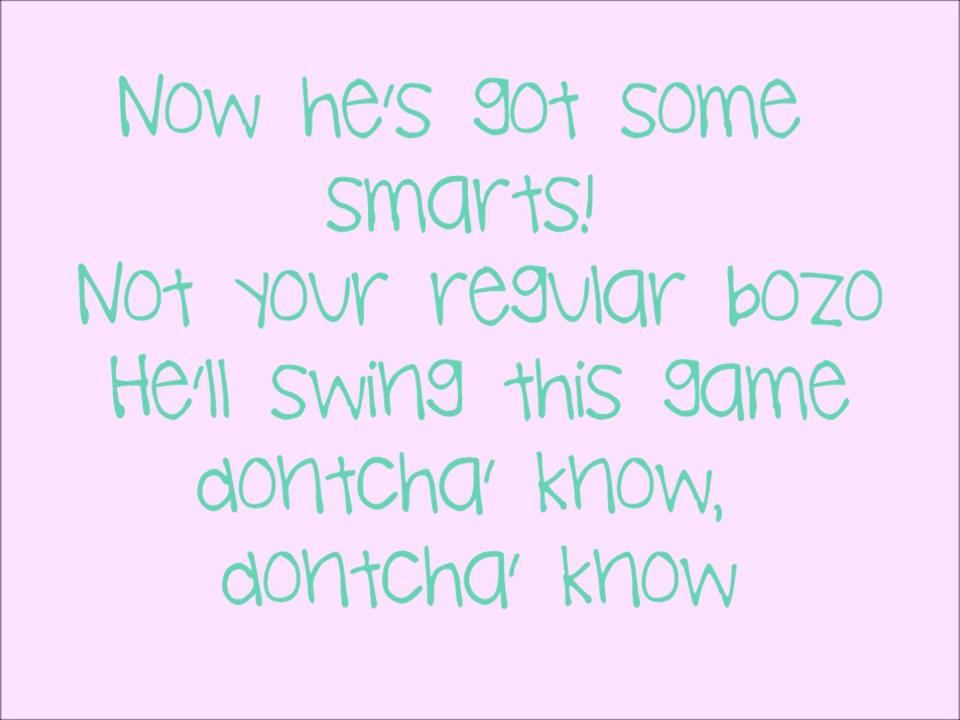 Now he's got some
smarts!
Not your regular bozo
He'll swing this game
dontcha' know,
dontcha' know